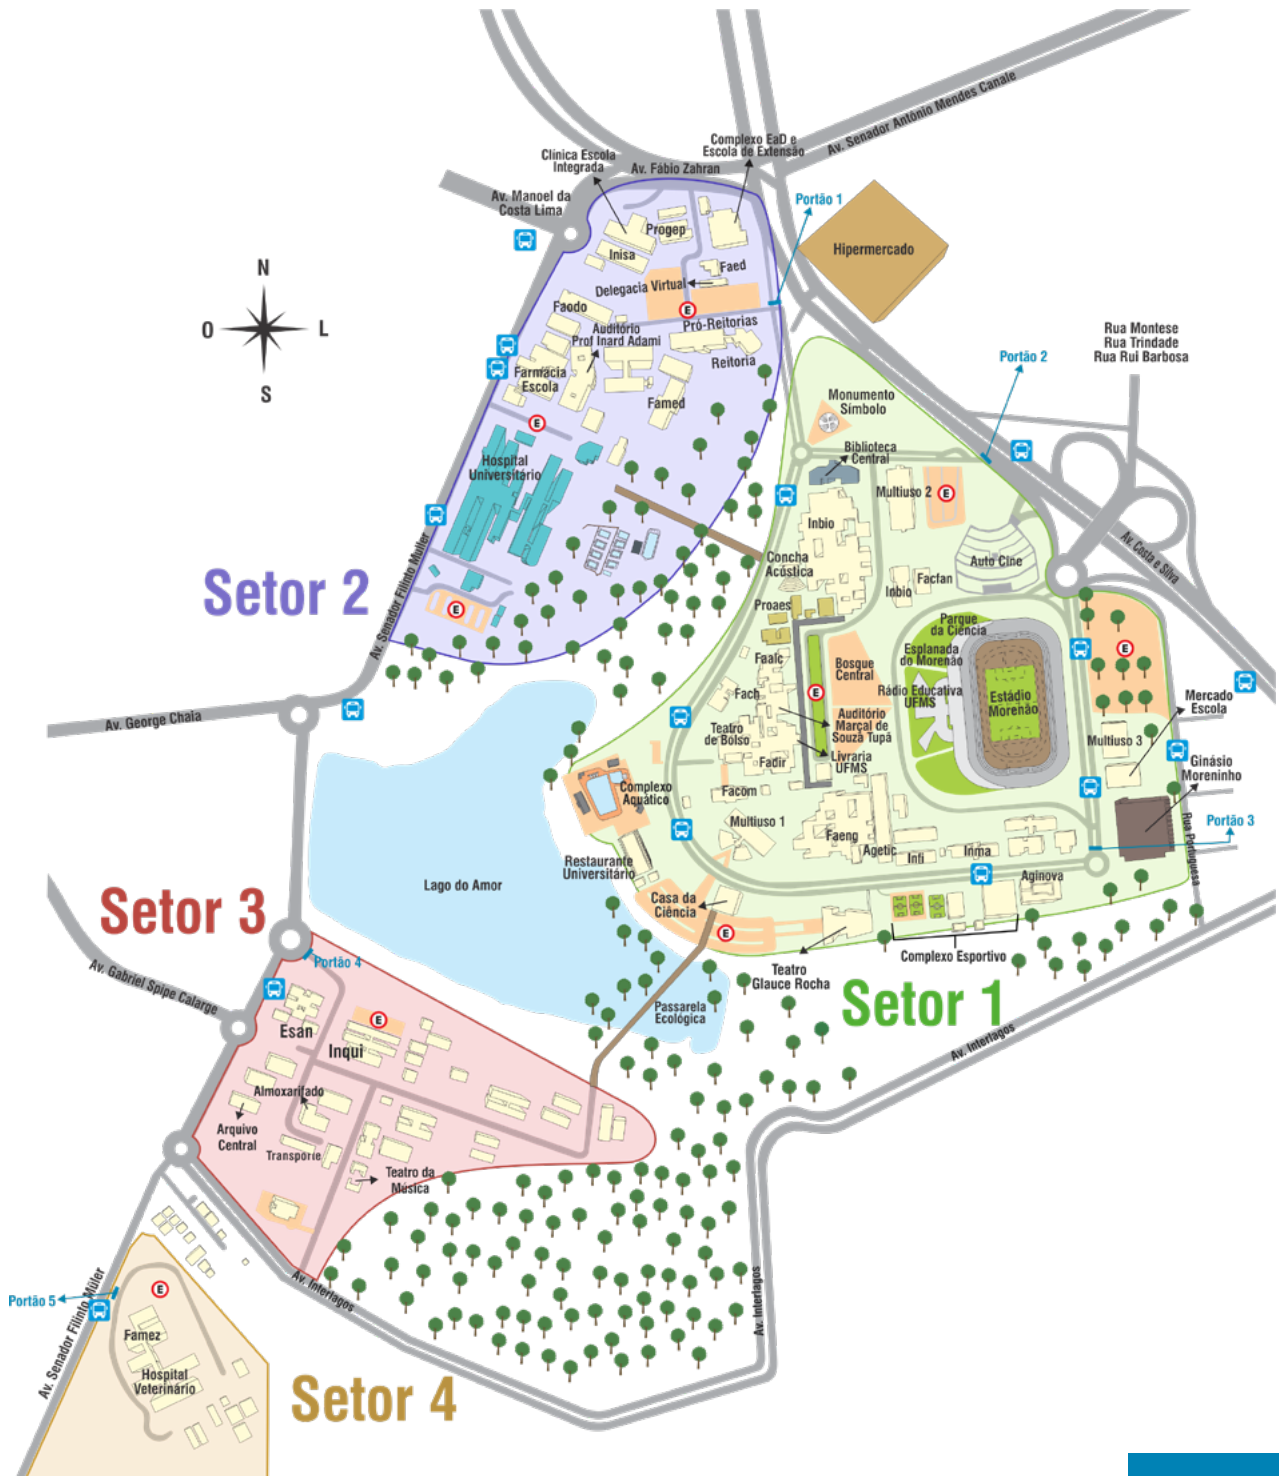 Av. Senador Antônio Mendes Canale
Complexo EaD e
Escola de Extensão
Clínica Escola
Integrada
Av. Fábio Zahran
Av. Manoel da
Costa Lima
Portão 1
Progep
Inisa
Hipermercado
Faed
Delegacia Virtual
N
O
L
S
Faodo
E
Pró-Reitorias
Auditório
Prof Inard Adami
Reitoria
Rua Montese
Rua Trindade
Rua Rui Barbosa
Portão 2
Farmácia
Escola
Famed
Monumento
Símbolo
E
Biblioteca
Central
Hospital
Universitário
Multiuso 2
E
Inbio
Av. Costa e Silva
Concha
Acústica
Auto Cine
Av. Senador Filinto Muller
Setor 2
Inbio
Facfan
E
Proaes
Parque
da Ciência
Faalc
Esplanada
do Morenão
E
Bosque
Central
Fach
E
Rádio Educativa
UFMS
Estádio
Morenão
Mercado
Escola
Av. George Chaia
Auditório
Marçal de
Souza Tupã
Teatro
de Bolso
Multiuso 3
Livraria
UFMS
Fadir
Ginásio
Moreninho
Complexo
Aquático
Facom
Portão 3
Multiuso 1
Faeng
Agetic
Infi
Inma
Rua Portuguesa
Restaurante
Universitário
Aginova
Lago do Amor
Setor 3
Casa da
Ciência
E
Complexo Esportivo
Portão 4
Teatro
Glauce Rocha
Av. Gabriel Spipe Calarge
Setor 1
Passarela
Ecológica
E
Esan
Inqui
Av. Interlagos
Almoxarifado
Arquivo
Central
Transporte
Teatro da
Música
Av. Interlagos
Av. Interlagos
Portão 5
E
Av. Senador Filinto Müler
Famez
Hospital
Veterinário
Setor 4